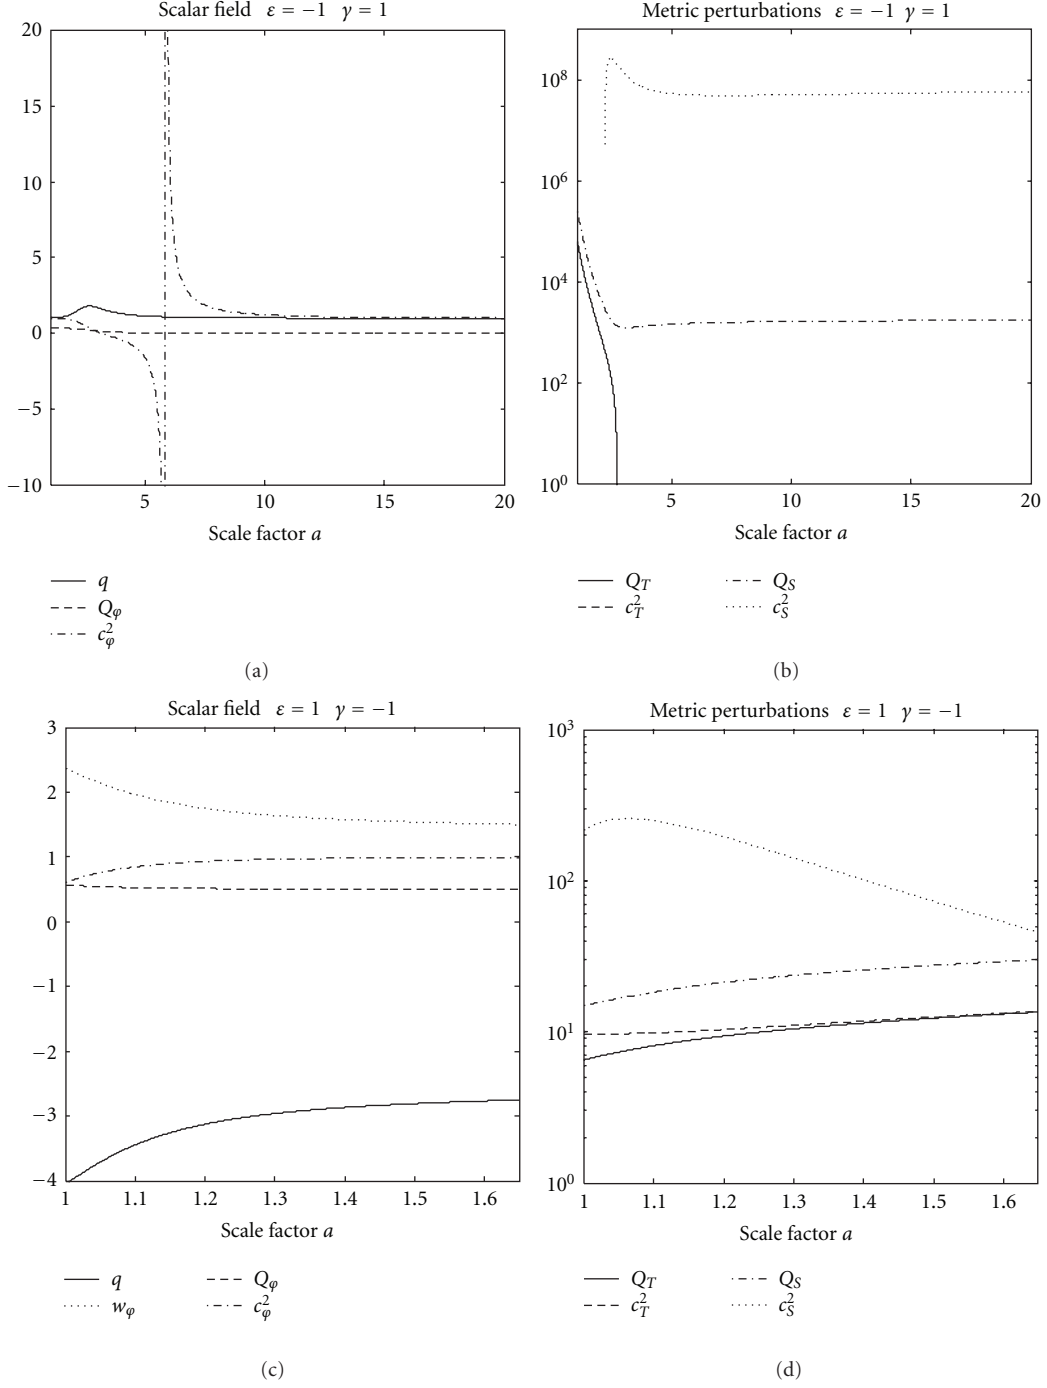 Scalar field ε = −1 γ = 1
20
15
10
5
0
−5
−10
5 10 15 20
Scale factor a
q
Q_φ
c_φ^2
(a)
Metric perturbations ε = −1 γ = 1
10^8
10^6
10^4
10^2
10^0
5 10 15 20
Scale factor a
Q_T Q_S
c_T^2 c_S^2
(b)
Scalar field ε = 1 γ = −1
3
2
1
0
−1
−2
−3
−4
1 1.1 1.2 1.3 1.4 1.5 1.6
Scale factor a
q Q_φ
w_φ c_φ^2
(c)
Metric perturbations ε = 1 γ = −1
10^3
10^2
10^1
10^0
1 1.1 1.2 1.3 1.4 1.5 1.6
Scale factor a
Q_T Q_S
c_T^2 c_S^2
(d)